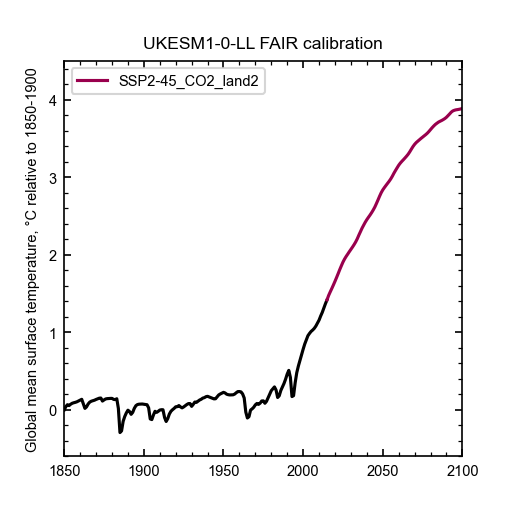 UKESM1-0-LL FAIR calibration
SSP2-45_CO2_land2
Global mean surface temperature, °C relative to 1850-1900
4
3
2
1
0
1850 1900 1950 2000 2050 2100